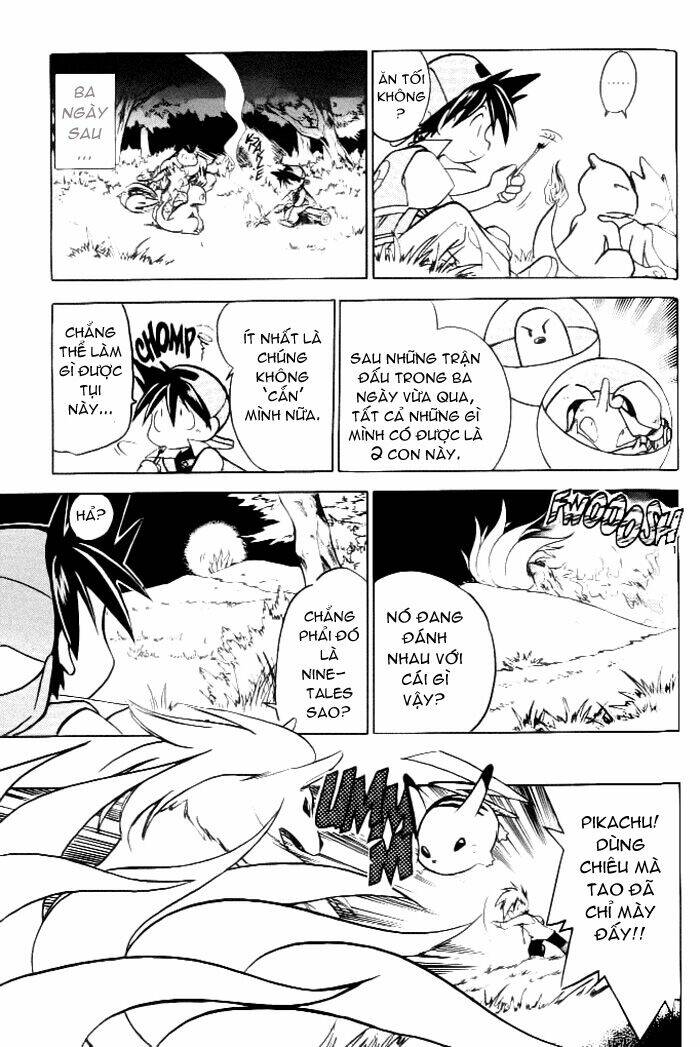 BA
NGÀY
SAU
...
ĂN TỐI
KHÔNG
?
......
CHẲNG
THỂ LÀM
GÌ ĐƯỢC
TỤI
NÀY...
CHOMP
ÍT NHẤT LÀ
CHÚNG
KHÔNG
'CẮN'
MÌNH NỮA.
SAU NHỮNG TRẬN
ĐẤU TRONG BA
NGÀY VỪA QUA,
TẤT CẢ NHỮNG GÌ
MÌNH CÓ ĐƯỢC LÀ
2 CON NÀY.
HẢ?
CHẲNG
PHẢI ĐÓ
LÀ
NINE-
TALES
SAO?
FWOOOSH
NÓ ĐANG
ĐÁNH
NHAU VỚI
CÁI GÌ
VẬY?
UMM
M
PIKACHU!
DÙNG
CHIÊU MÀ
TAO ĐÃ
CHỈ MÀY
ĐẤY!!